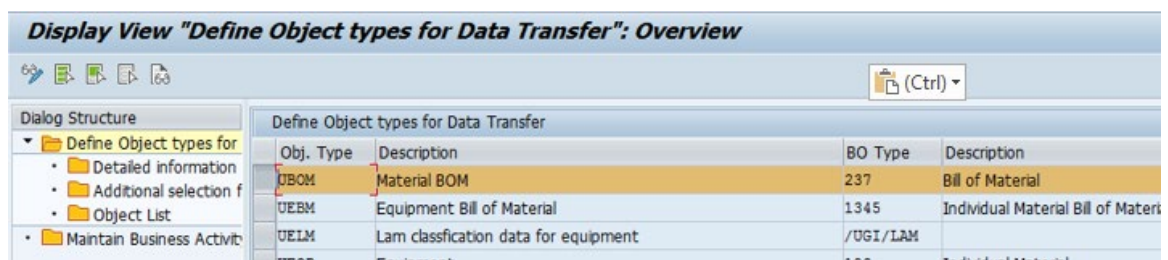 Display View "Define Object types for Data Transfer": Overview
(Ctrl)
Dialog Structure
Define Object types for
Detailed information
Additional selection f
Object List
Maintain Business Activit
Define Object types for Data Transfer
Obj. Type Description BO Type Description
UBOM Material BOM 237 Bill of Material
UEBM Equipment Bill of Material 1345 Individual Material Bill of Materi
UELM Lam classfication data for equipment /UGI/LAM